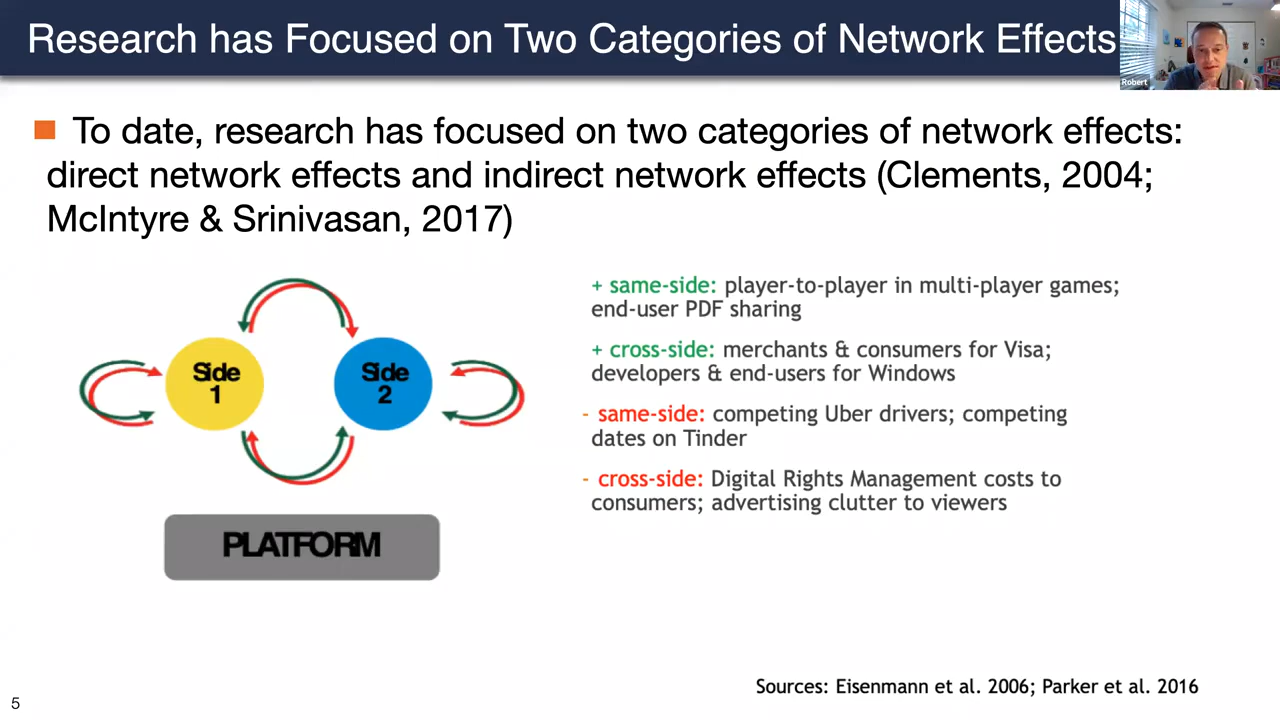 Research has Focused on Two Categories of Network Effects
Robert
■ To date, research has focused on two categories of network effects:
direct network effects and indirect network effects (Clements, 2004;
McIntyre & Srinivasan, 2017)
Side
1
Side
2
PLATFORM
+ same-side: player-to-player in multi-player games;
end-user PDF sharing
+ cross-side: merchants & consumers for Visa;
developers & end-users for Windows
- same-side: competing Uber drivers; competing
dates on Tinder
- cross-side: Digital Rights Management costs to
consumers; advertising clutter to viewers
Sources: Eisenmann et al. 2006; Parker et al. 2016
5